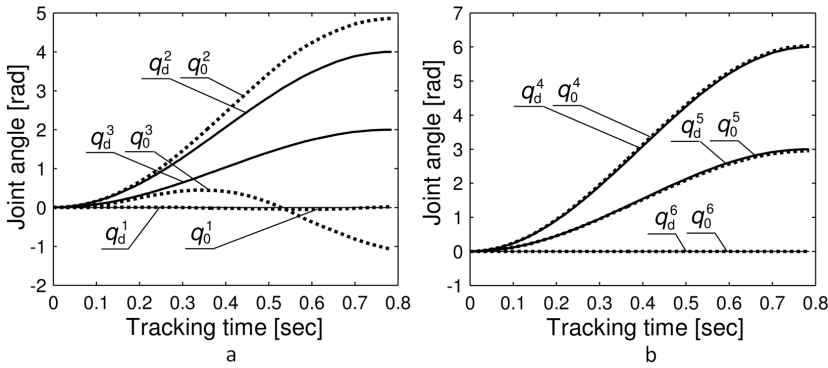 5
4
3
2
1
0
-1
-2
Joint angle [rad]
q_d^2 q_0^2
q_d^3 q_0^3
q_d^1 q_0^1
0 0.1 0.2 0.3 0.4 0.5 0.6 0.7 0.8
Tracking time [sec]
a
7
6
5
4
3
2
1
0
-1
Joint angle [rad]
q_d^4 q_0^4
q_d^5 q_0^5
q_d^6 q_0^6
0 0.1 0.2 0.3 0.4 0.5 0.6 0.7 0.8
Tracking time [sec]
b